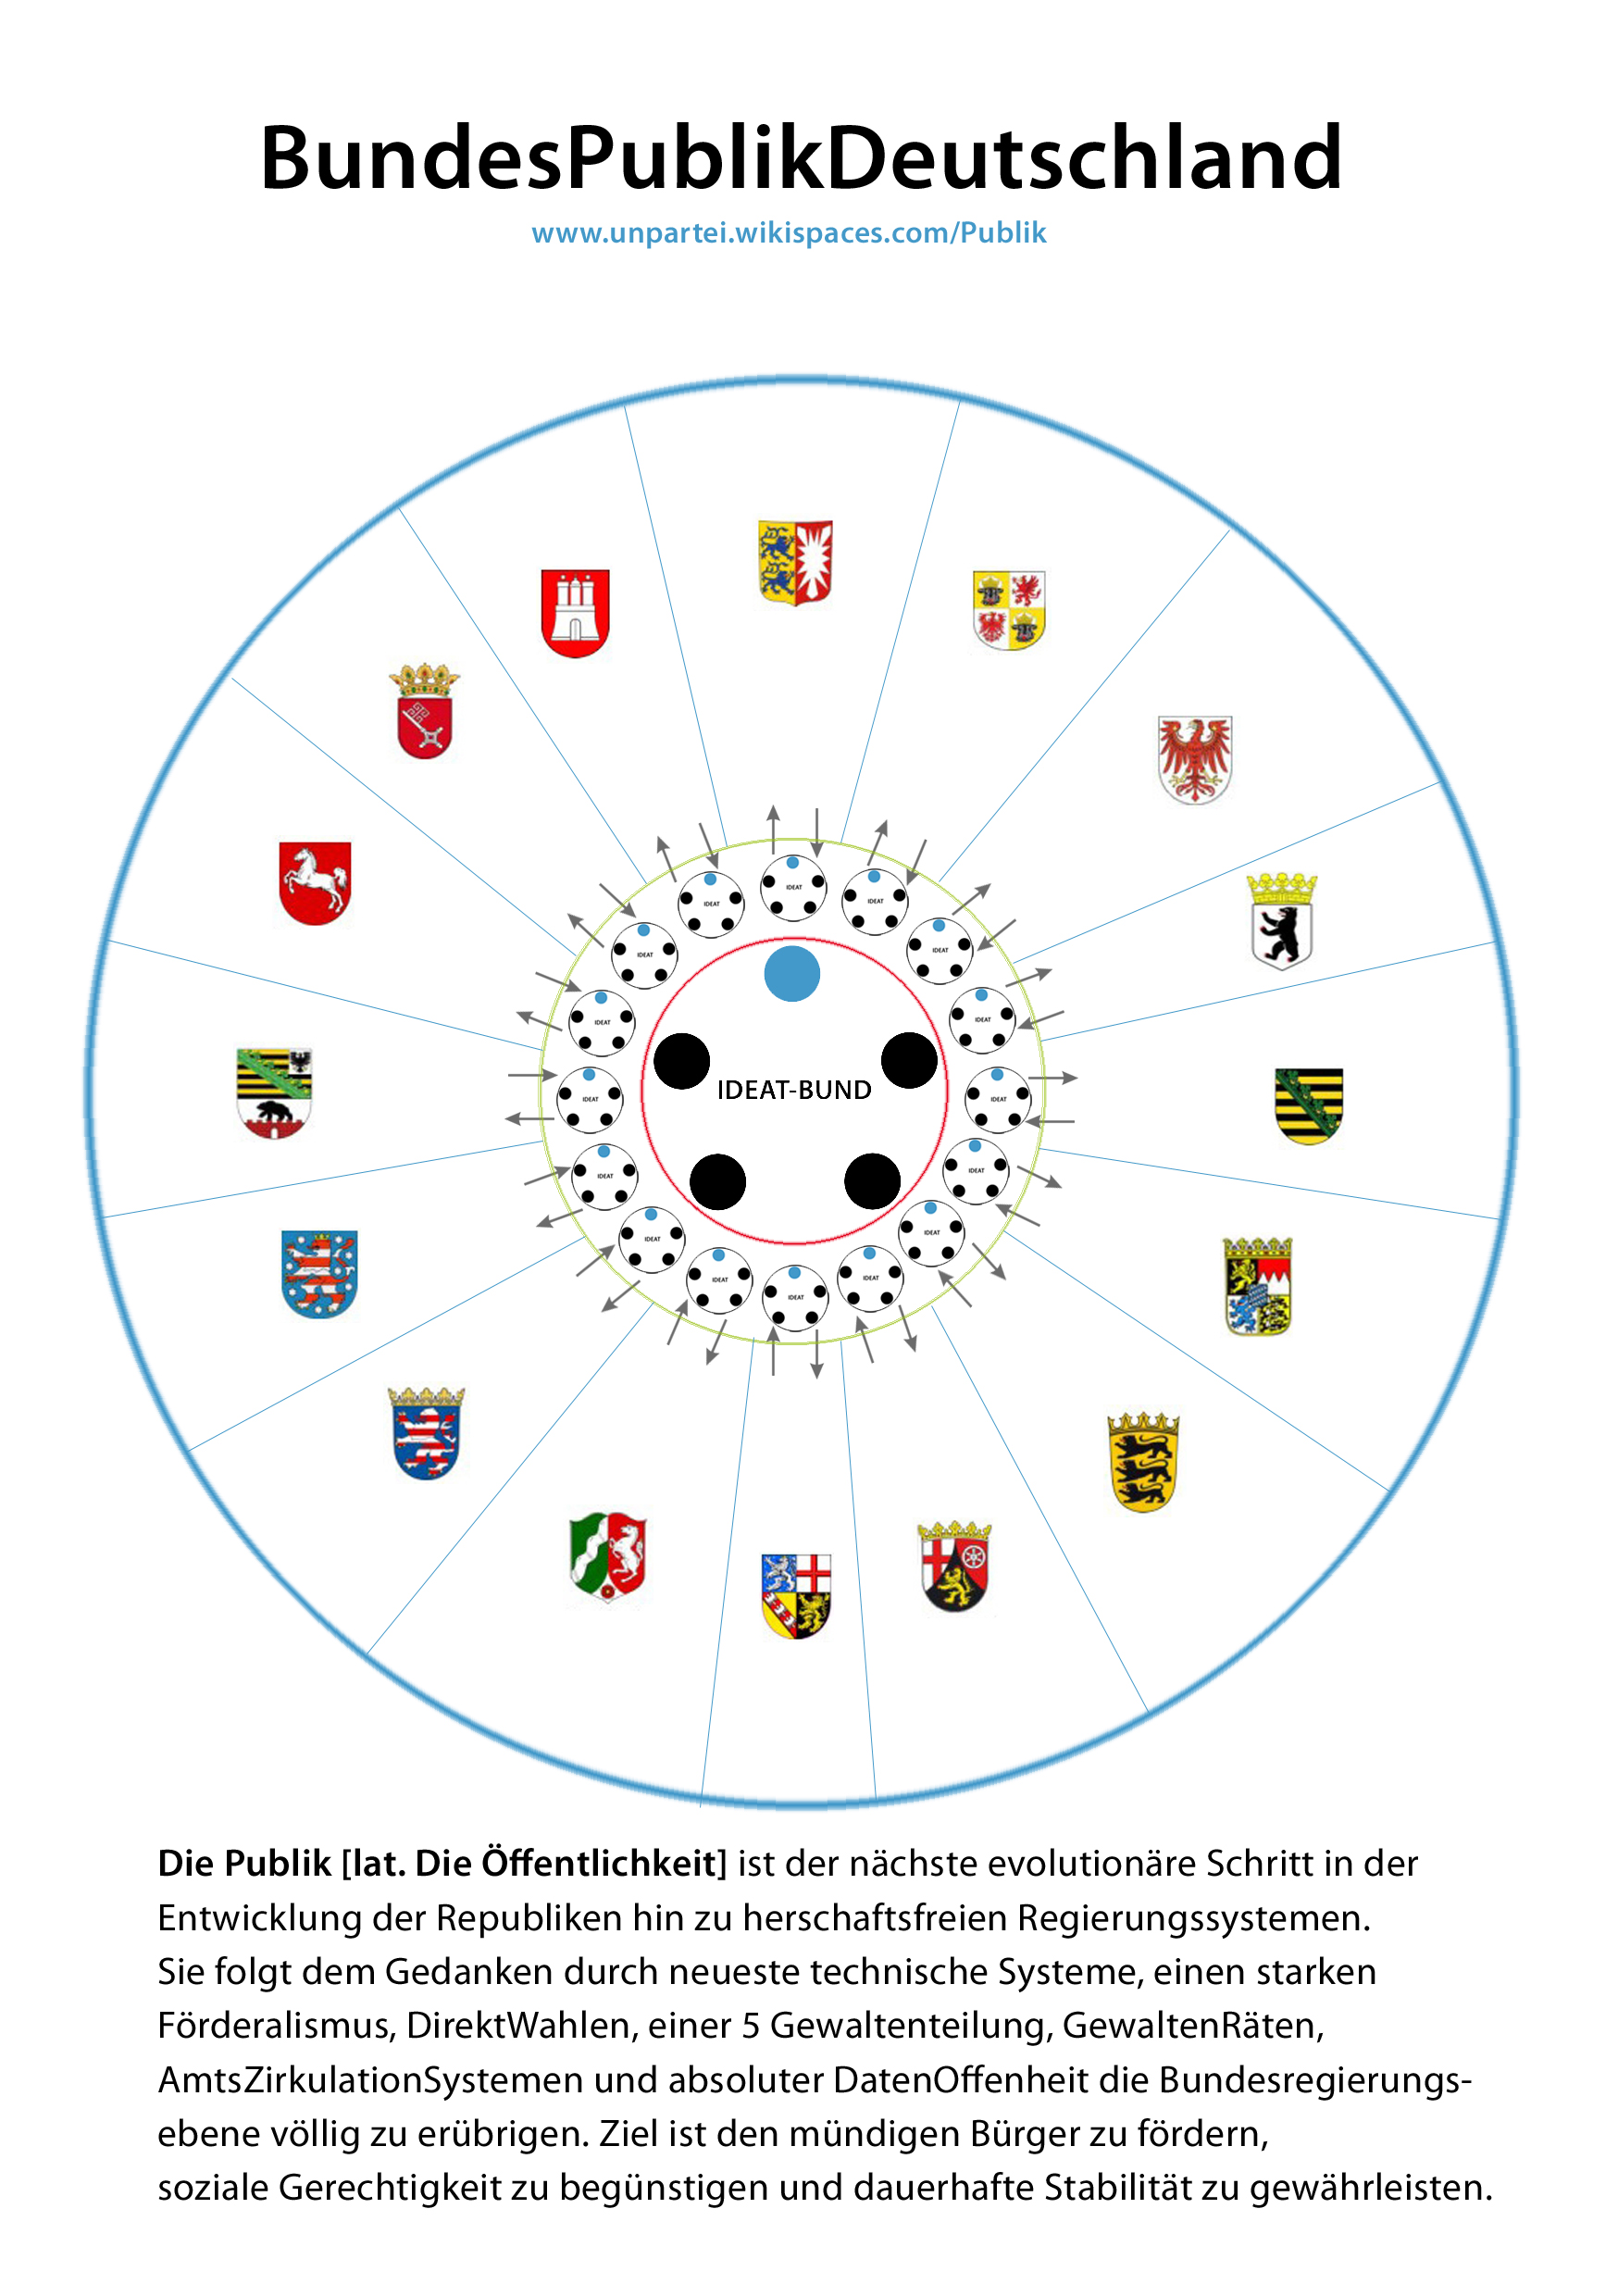 BundesPublikDeutschland
www.unpartei.wikispaces.com/Publik
IDEAT
IDEAT
IDEAT
IDEAT
IDEAT
IDEAT
IDEAT
IDEAT
IDEAT-BUND
IDEAT
IDEAT
IDEAT
IDEAT
IDEAT
IDEAT
IDEAT
IDEAT
Die Publik [lat. Die Öffentlichkeit] ist der nächste evolutionäre Schritt in der
Entwicklung der Republiken hin zu herschaftsfreien Regierungssystemen.
Sie folgt dem Gedanken durch neueste technische Systeme, einen starken
Förderalismus, DirektWahlen, einer 5 Gewaltenteilung, GewaltenRäten,
AmtsZirkulationSystemen und absoluter DatenOffenheit die Bundesregierungs-
ebene völlig zu erübrigen. Ziel ist den mündigen Bürger zu fördern,
soziale Gerechtigkeit zu begünstigen und dauerhafte Stabilität zu gewährleisten.